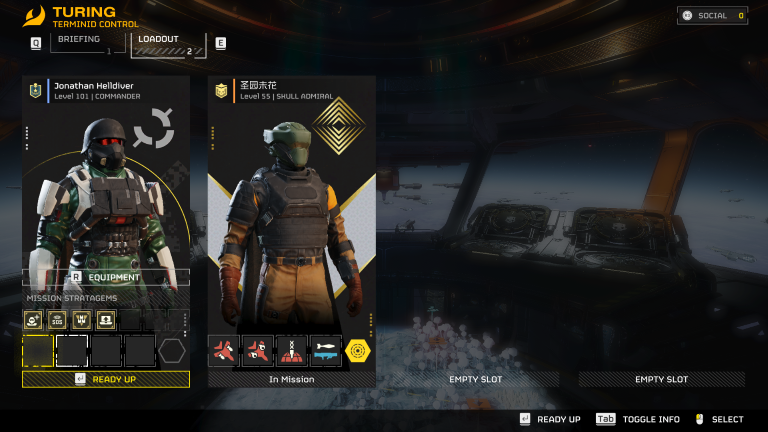 TURING
TERMINID CONTROL
Q
BRIEFING
1
LOADOUT
2
E
SOCIAL 0
Jonathan Helldiver
Level 101 | COMMANDER
圣园未花
Level 55 | SKULL ADMIRAL
R EQUIPMENT
MISSION STRATAGEMS
SOS
READY UP
In Mission
EMPTY SLOT
EMPTY SLOT
READY UP
Tab TOGGLE INFO
SELECT